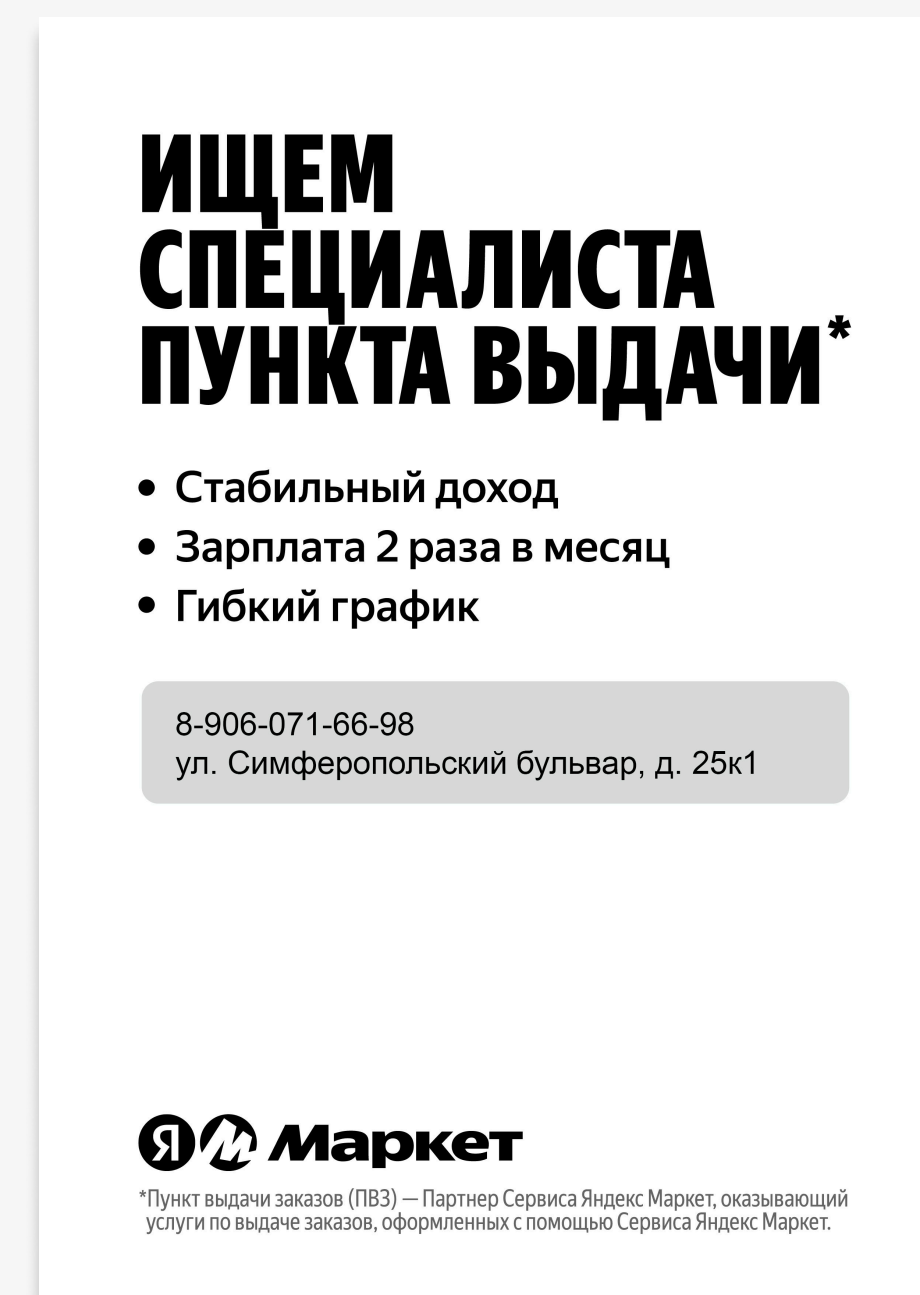 ИЩЕМ
СПЕЦИАЛИСТА
ПУНКТА ВЫДАЧИ*
• Стабильный доход
• Зарплата 2 раза в месяц
• Гибкий график
8-906-071-66-98
ул. Симферопольский бульвар, д. 25к1
Я М Маркет
*Пункт выдачи заказов (ПВЗ) — Партнер Сервиса Яндекс Маркет, оказывающий
услуги по выдаче заказов, оформленных с помощью Сервиса Яндекс Маркет.